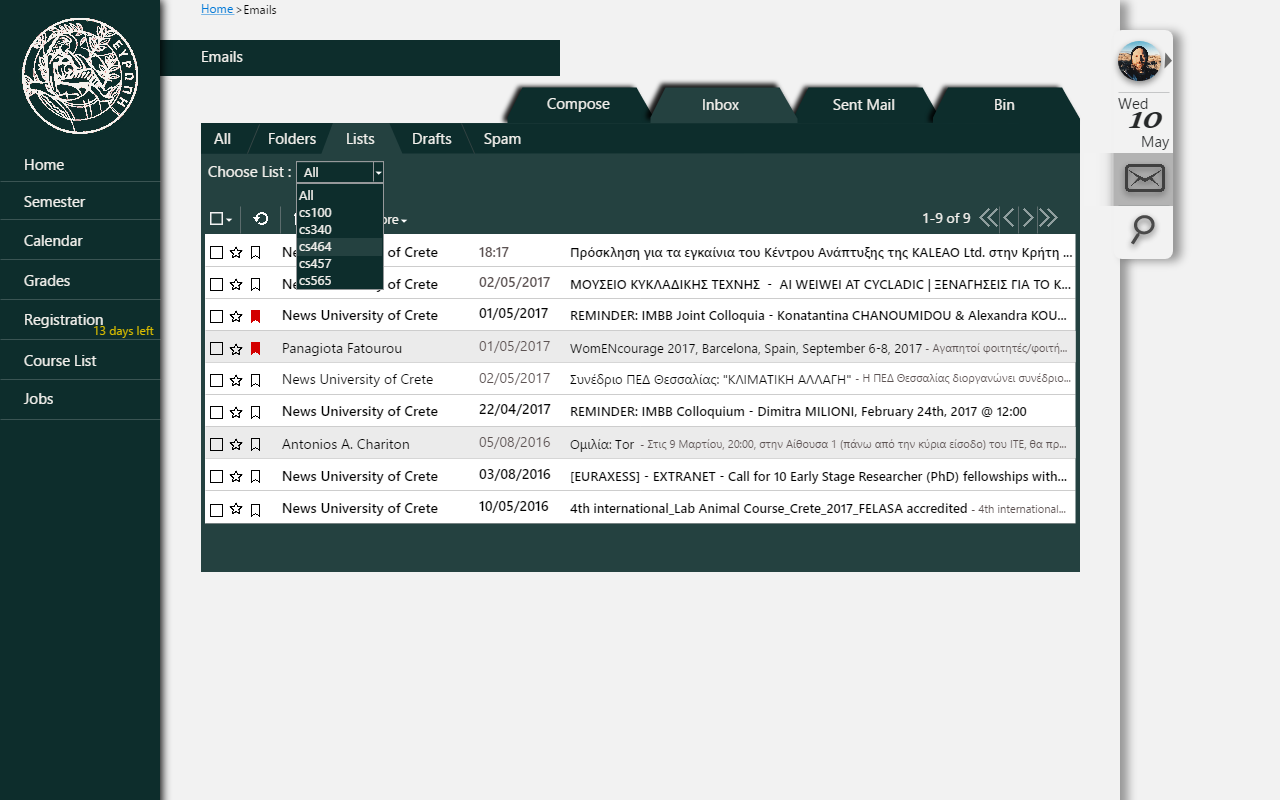 Home >Emails
ΕΥΡΩΠΗ
Emails
Compose
Inbox
Sent Mail
Bin
Wed
10
May
All
Folders
Lists
Drafts
Spam
Home
Semester
Calendar
Grades
Registration
13 days left
Course List
Jobs
Choose List : All
All
cs100
cs340
cs464
cs457
cs565
1-9 of 9
of Crete 18:17 Πρόσκληση για τα εγκαίνια του Κέντρου Ανάπτυξης της KALEAO Ltd. στην Κρήτη ...
of Crete 02/05/2017 ΜΟΥΣΕΙΟ ΚΥΚΛΑΔΙΚΗΣ ΤΕΧΝΗΣ - AI WEIWEI AT CYCLADIC | ΞΕΝΑΓΗΣΕΙΣ ΓΙΑ ΤΟ Κ...
News University of Crete 01/05/2017 REMINDER: IMBB Joint Colloquia - Konatantina CHANOUMIDOU & Alexandra KOU...
Panagiota Fatourou 01/05/2017 WomENcourage 2017, Barcelona, Spain, September 6-8, 2017 - Αγαπητοί φοιτητές/φοιτή...
News University of Crete 02/05/2017 Συνέδριο ΠΕΔ Θεσσαλίας: "ΚΛΙΜΑΤΙΚΗ ΑΛΛΑΓΗ" - Η ΠΕΔ Θεσσαλίας διοργανώνει συνέδριο...
News University of Crete 22/04/2017 REMINDER: IMBB Colloquium - Dimitra MILIONI, February 24th, 2017 @ 12:00
Antonios A. Chariton 05/08/2016 Ομιλία: Tor - Στις 9 Μαρτίου, 20:00, στην Αίθουσα 1 (πάνω από την κύρια είσοδο) του ΙΤΕ, θα πρ...
News University of Crete 03/08/2016 [EURAXESS] - EXTRANET - Call for 10 Early Stage Researcher (PhD) fellowships with...
News University of Crete 10/05/2016 4th international_Lab Animal Course_Crete_2017_FELASA accredited - 4th international...